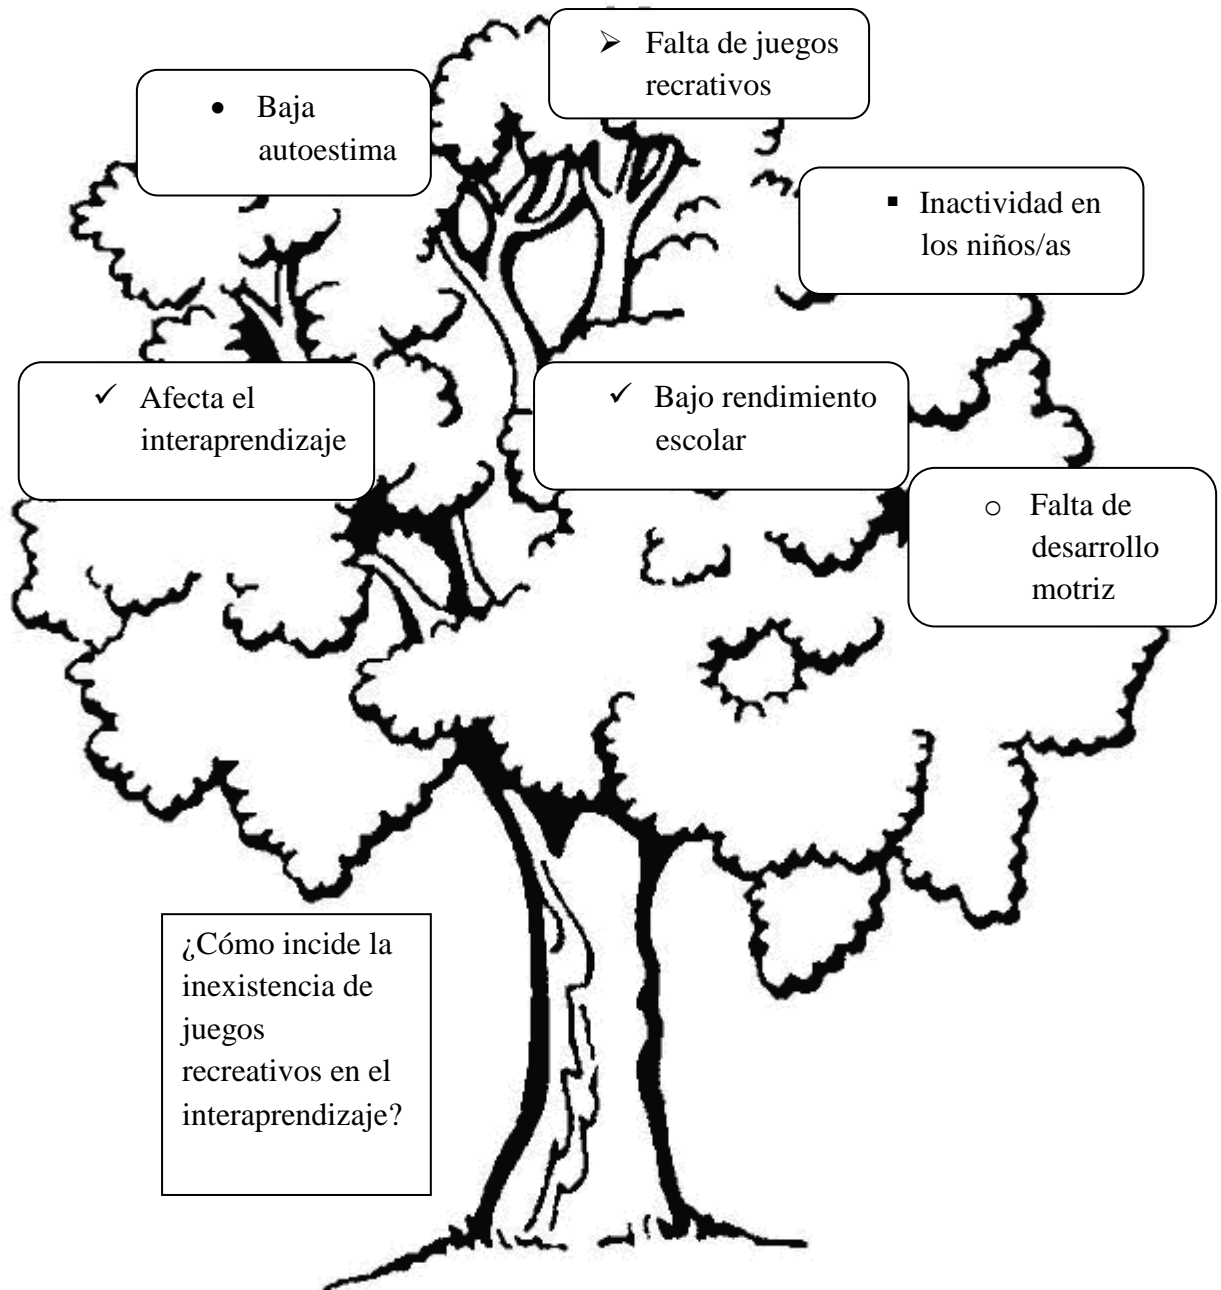 ➢ Falta de juegos
recrativos
• Baja
autoestima
▪ Inactividad en
los niños/as
✓ Afecta el
interaprendizaje
✓ Bajo rendimiento
escolar
○ Falta de
desarrollo
motriz
¿Cómo incide la
inexistencia de
juegos
recreativos en el
interaprendizaje?